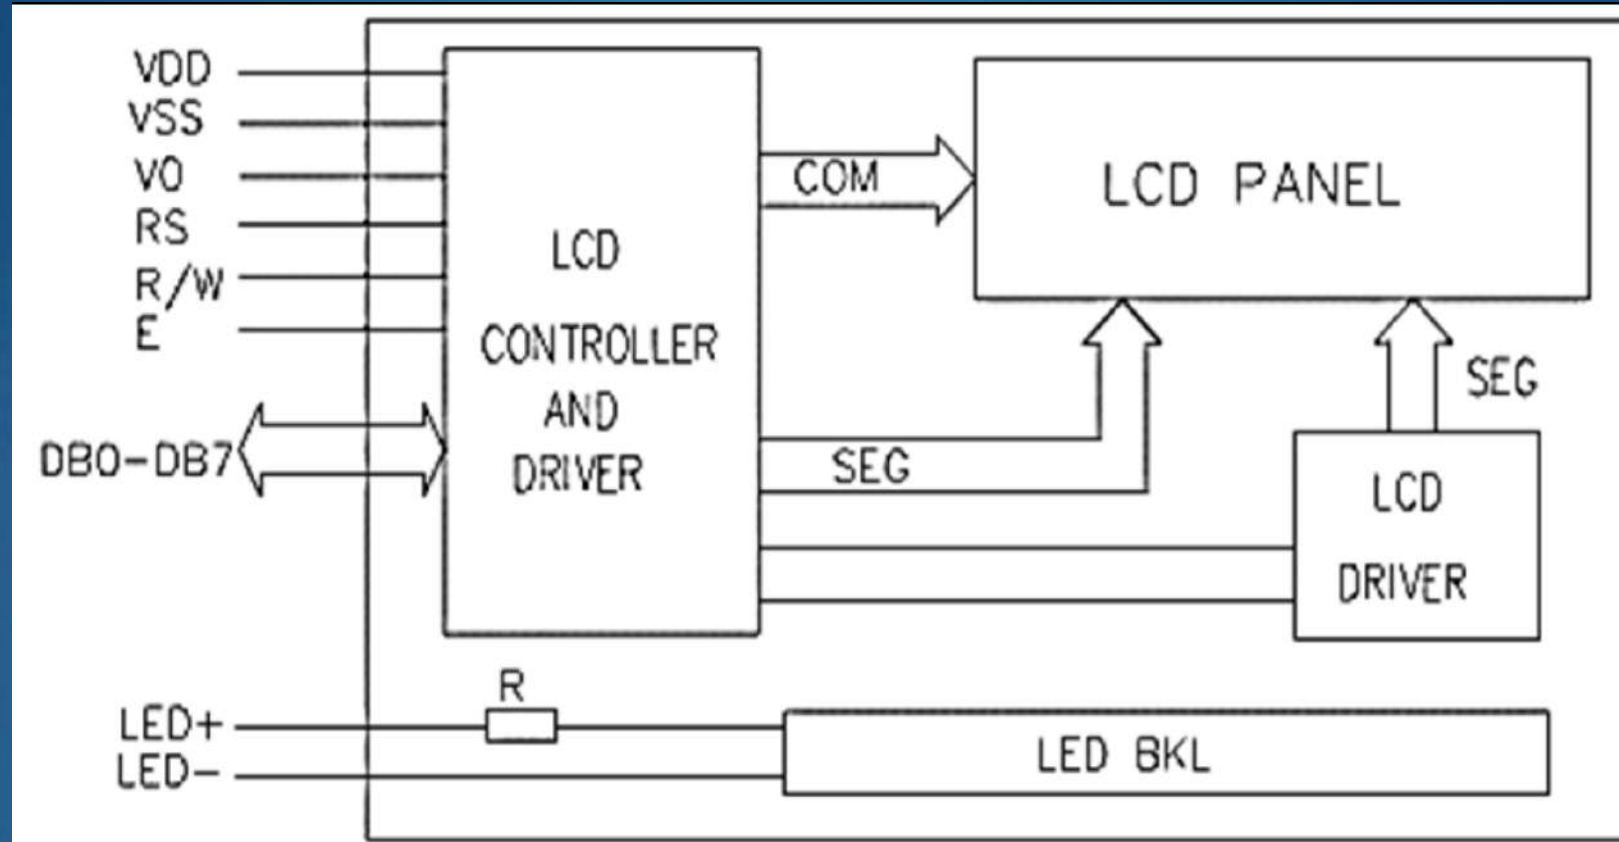 VDD
VSS
VO
RS
R/W
E
DB0-DB7
LED+
LED-
LCD
CONTROLLER
AND
DRIVER
COM
SEG
LCD PANEL
SEG
LCD
DRIVER
R
LED BKL